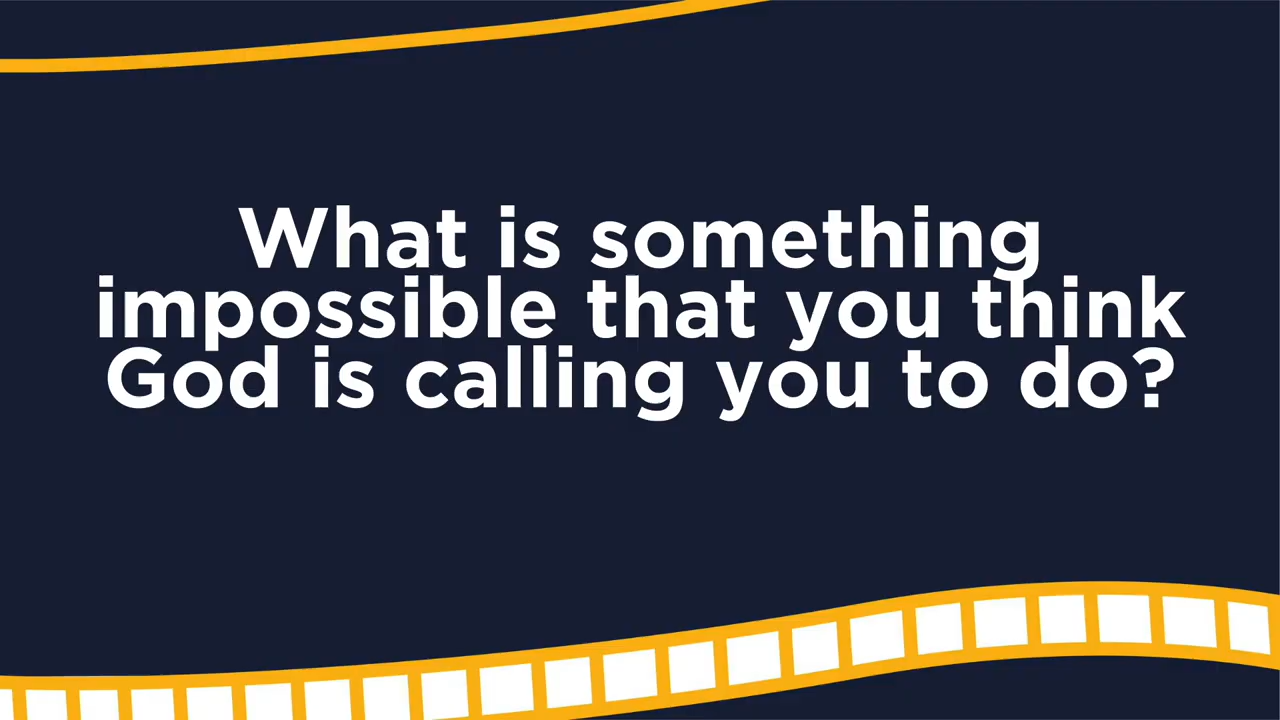 What is something
impossible that you think
God is calling you to do?